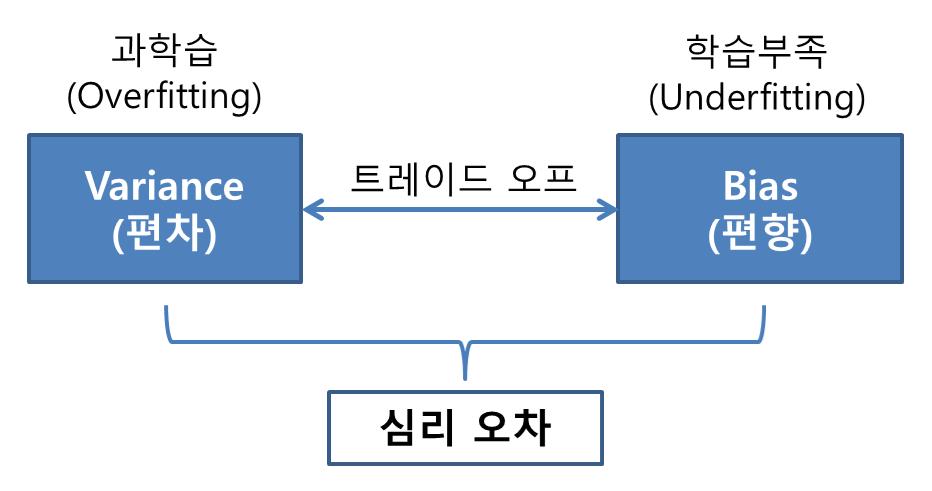 과학습
(Overfitting)
학습부족
(Underfitting)
Variance
(편차)
트레이드 오프
Bias
(편향)
심리 오차